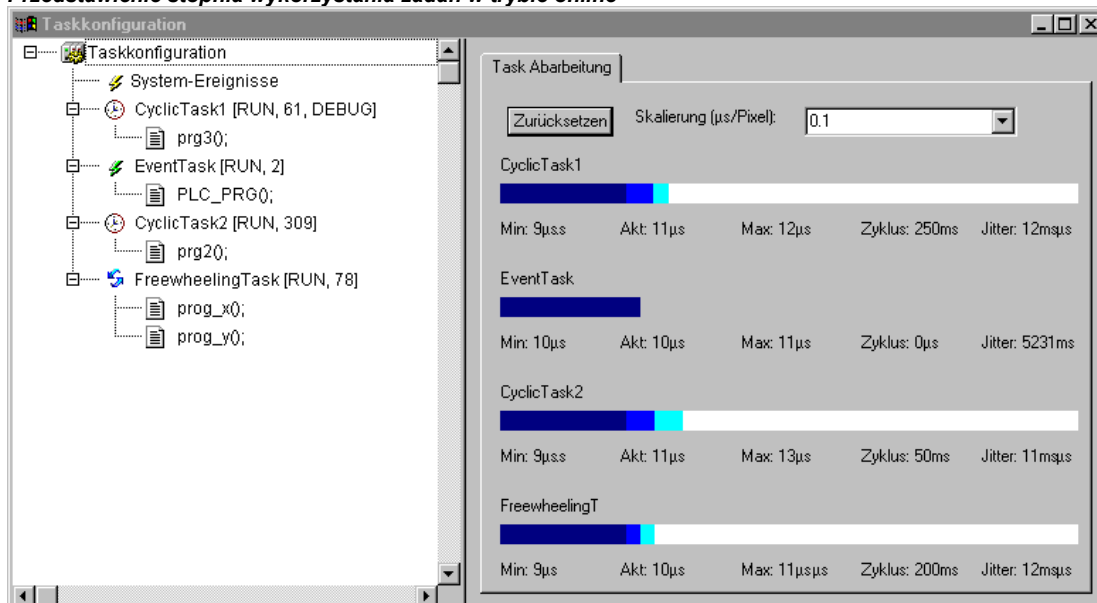 Przedstawienie stopnia wykorzystania zadań w trybie online
Taskkonfiguration
Taskkonfiguration
System-Ereignisse
CyclicTask1 [RUN, 61, DEBUG]
prg3();
EventTask [RUN, 2]
PLC_PRG();
CyclicTask2 [RUN, 309]
prg2();
FreewheelingTask [RUN, 78]
prog_x();
prog_y();
Task Abarbeitung
Zurücksetzen Skalierung (µs/Pixel): 0.1
CyclicTask1
Min: 9µs.s Akt: 11µs Max: 12µs Zyklus: 250ms Jitter: 12msµs
EventTask
Min: 10µs Akt: 10µs Max: 11µs Zyklus: 0µs Jitter: 5231ms
CyclicTask2
Min: 9µs.s Akt: 11µs Max: 13µs Zyklus: 50ms Jitter: 11msµs
FreewheelingT
Min: 9µs Akt: 10µs Max: 11µsµs Zyklus: 200ms Jitter: 12msµs